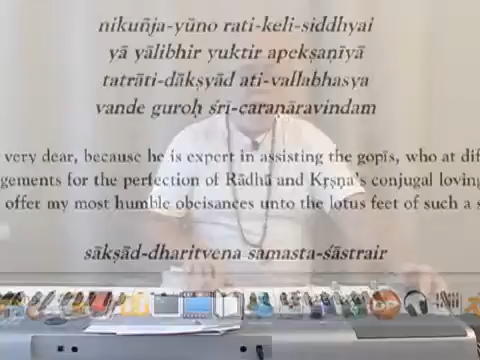 nikuñja-yūno rati-keli-siddhyai
yā yālibhir yuktir apekṣaṇīyā
tatrāti-dākṣyād ati-vallabhasya
vande guroḥ śrī-caraṇāravindam
very dear, because he is expert in assisting the gopīs, who at dif
gements for the perfection of Rādhā and Kṛṣṇa's conjugal loving
offer my most humble obeisances unto the lotus feet of such a s
sākṣād-dharitvena samasta-śāstrair